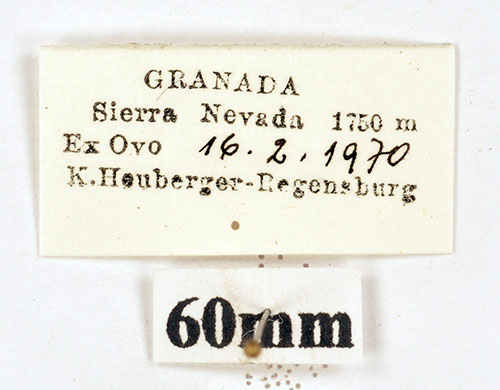 GRANADA
Sierra Nevada 1750 m
Ex Ovo 16.2.1970
K.Heuberger-Regensburg
60mm